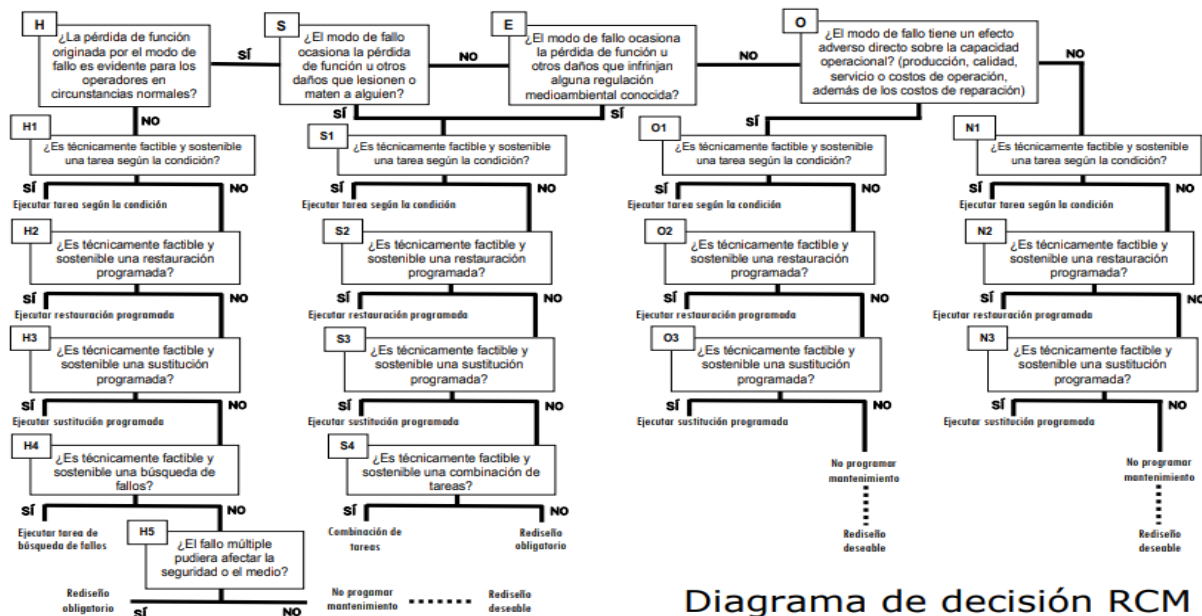 H
¿La pérdida de función
originada por el modo de
fallo es evidente para los
operadores en
circunstancias normales?
SÍ
NO
S
¿El modo de fallo
ocasiona la pérdida
de función u otros
daños que lesionen o
maten a alguien?
NO
SÍ
E
¿El modo de fallo ocasiona
la pérdida de función u
otros daños que infrinjan
alguna regulación
medioambiental conocida?
NO
SÍ
O
¿El modo de fallo tiene un efecto
adverso directo sobre la capacidad
operacional? (producción, calidad,
servicio o costos de operación,
además de los costos de reparación)
NO
SÍ
H1
¿Es técnicamente factible y sostenible
una tarea según la condición?
SÍ
NO
Ejecutar tarea según la condición
H2
¿Es técnicamente factible y
sostenible una restauración
programada?
SÍ
NO
Ejecutar restauración programada
H3
¿Es técnicamente factible y
sostenible una sustitución
programada?
SÍ
NO
Ejecutar sustitución programada
H4
¿Es técnicamente factible y
sostenible una búsqueda de
fallos?
SÍ
NO
Ejecutar tarea de
búsqueda de fallos
H5
¿El fallo múltiple
pudiera afectar la
seguridad o el medio?
Rediseño
obligatorio
SÍ
NO
No progamar
mantenimiento
Rediseño
deseable
S1
¿Es técnicamente factible y sostenible
una tarea según la condición?
SÍ
NO
Ejecutar tarea según la condición
S2
¿Es técnicamente factible y
sostenible una restauración
programada?
SÍ
NO
Ejecutar restauración programada
S3
¿Es técnicamente factible y
sostenible una sustitución
programada?
SÍ
NO
Ejecutar sustitución programada
S4
¿Es técnicamente factible y
sostenible una combinación de
tareas?
SÍ
NO
Combinación de
tareas
Rediseño
obligatorio
O1
¿Es técnicamente factible y sostenible
una tarea según la condición?
SÍ
NO
Ejecutar tarea según la condición
O2
¿Es técnicamente factible y
sostenible una restauración
programada?
SÍ
NO
Ejecutar restauración programada
O3
¿Es técnicamente factible y
sostenible una sustitución
programada?
SÍ
NO
Ejecutar sustitución programada
No programar
mantenimiento
Rediseño
deseable
N1
¿Es técnicamente factible y sostenible
una tarea según la condición?
SÍ
NO
Ejecutar tarea según la condición
N2
¿Es técnicamente factible y
sostenible una restauración
programada?
SÍ
NO
Ejecutar restauración programada
N3
¿Es técnicamente factible y
sostenible una sustitución
programada?
SÍ
NO
Ejecutar sustitución programada
No programar
mantenimiento
Rediseño
deseable
Diagrama de decisión RCM